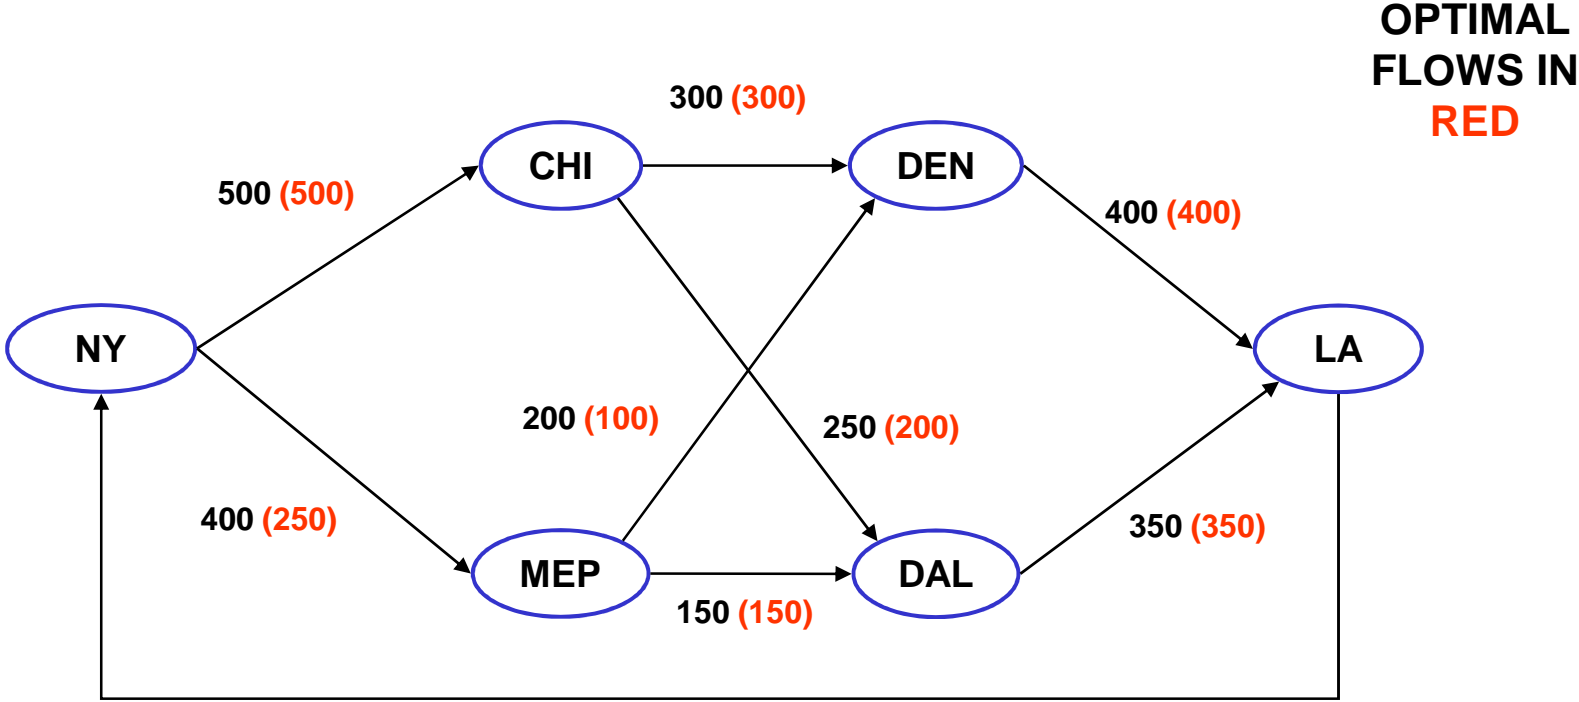 OPTIMAL
FLOWS IN
RED
300 (300)
CHI
DEN
500 (500)
400 (400)
NY
LA
200 (100)
250 (200)
400 (250)
350 (350)
MEP
DAL
150 (150)